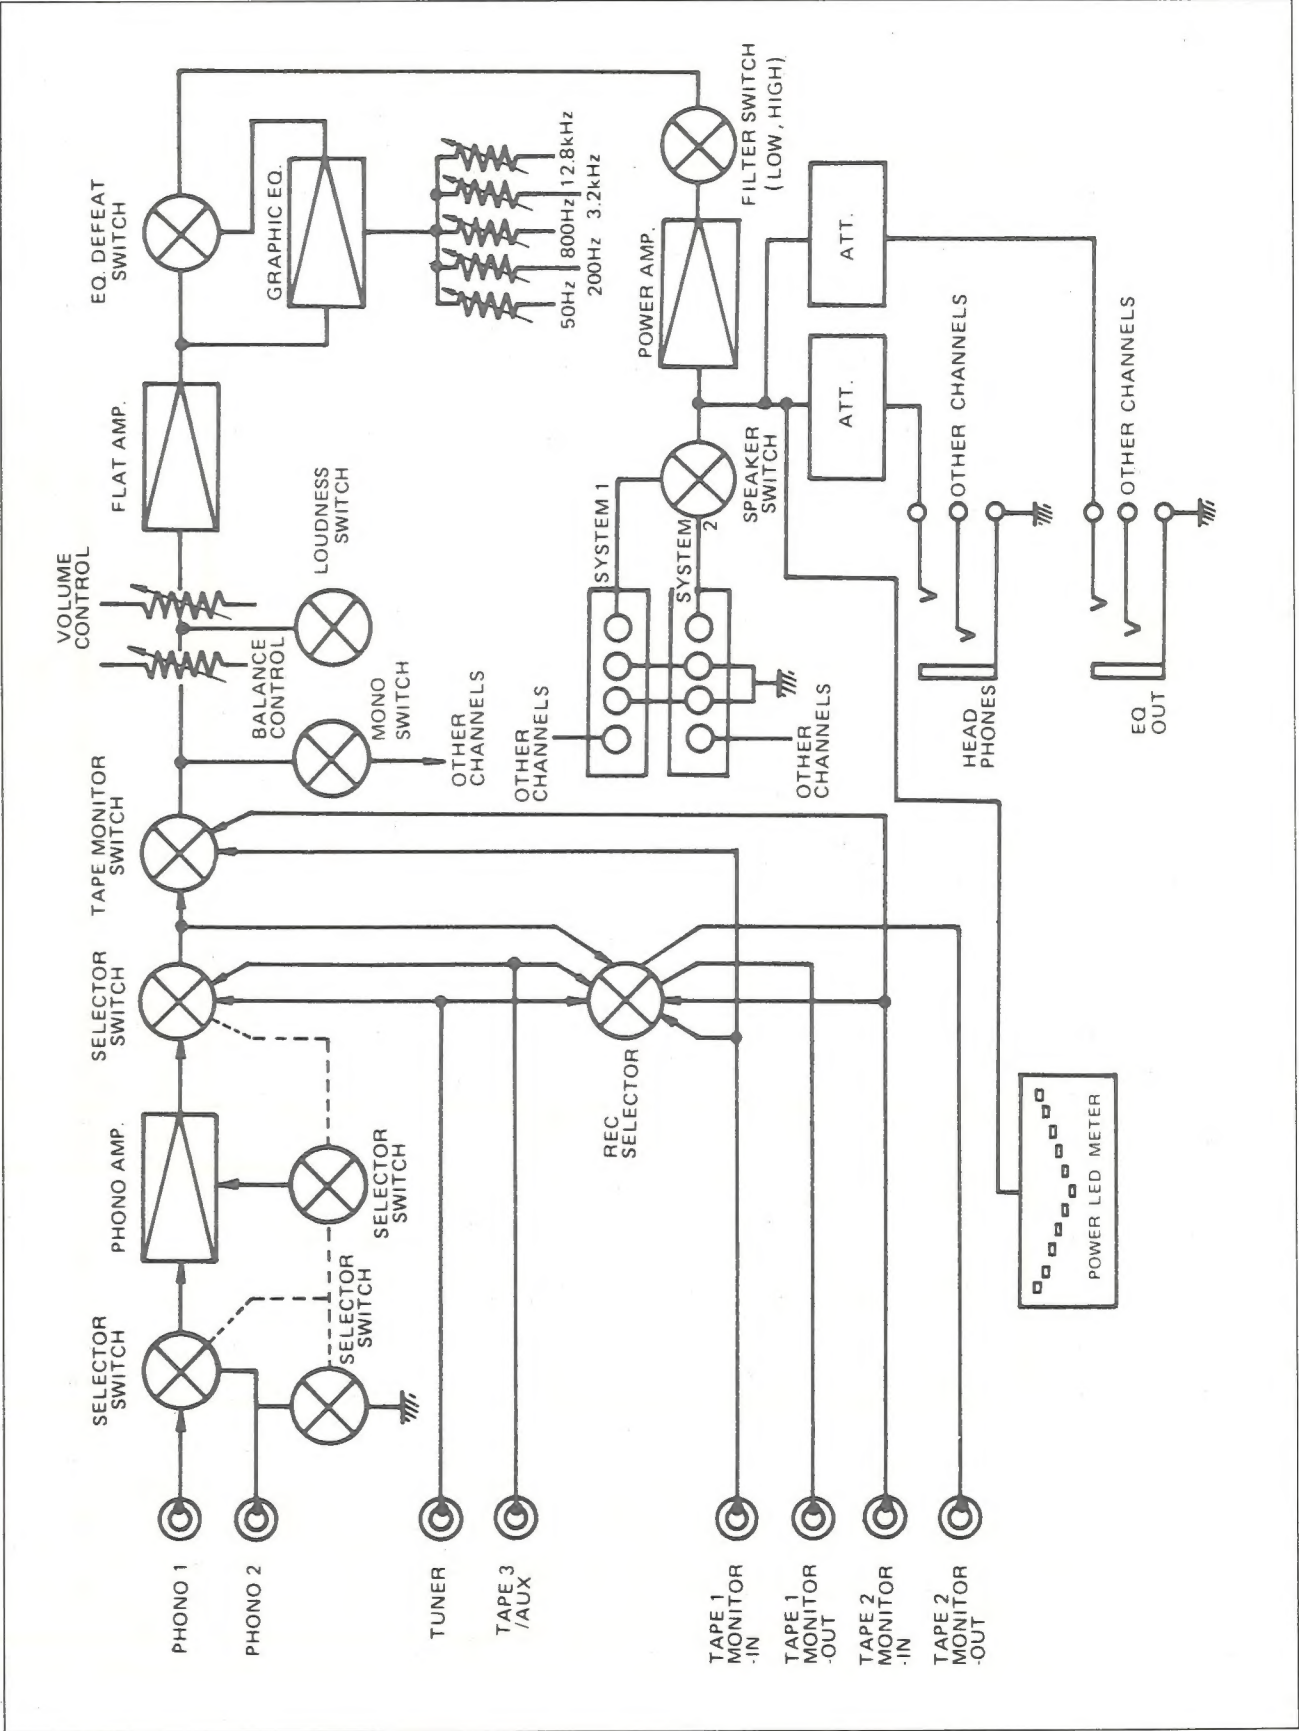 VOLUME
CONTROL
EQ. DEFEAT
SWITCH
FLAT AMP.
TAPE MONITOR
SWITCH
SELECTOR
SWITCH
PHONO AMP.
SELECTOR
SWITCH
PHONO 1
PHONO 2
GRAPHIC EQ.
LOUDNESS
SWITCH
BALANCE
CONTROL
MONO
SWITCH
OTHER
CHANNELS
SELECTOR
SWITCH
SELECTOR
SWITCH
TUNER
TAPE 3
/AUX
50Hz 800Hz 12.8kHz
200Hz 3.2kHz
OTHER
CHANNELS
SYSTEM 1
SYSTEM
2
REC
SELECTOR
POWER AMP.
FILTER SWITCH
(LOW, HIGH)
SPEAKER
SWITCH
OTHER
CHANNELS
TAPE 1
MONITOR
-IN
TAPE 1
MONITOR
-OUT
TAPE 2
MONITOR
-IN
TAPE 2
MONITOR
-OUT
ATT.
ATT.
OTHER CHANNELS
HEAD
PHONES
OTHER CHANNELS
EQ
OUT
POWER LED METER